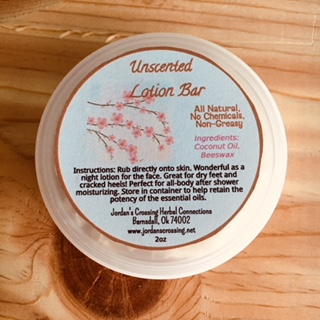 Unscented
Lotion Bar
All Natural,
No Chemicals,
Non-Greasy
Ingredients:
Coconut Oil,
Beeswax
Instructions: Rub directly onto skin. Wonderful as a
night lotion for the face. Great for dry feet and
cracked heels! Perfect for all-body after shower
moisturizing. Store in container to help retain the
potency of the essential oils.
Jordan's Crossing Herbal Connections
Barnsdall, Ok 74002
www.jordanscrossing.net
2oz